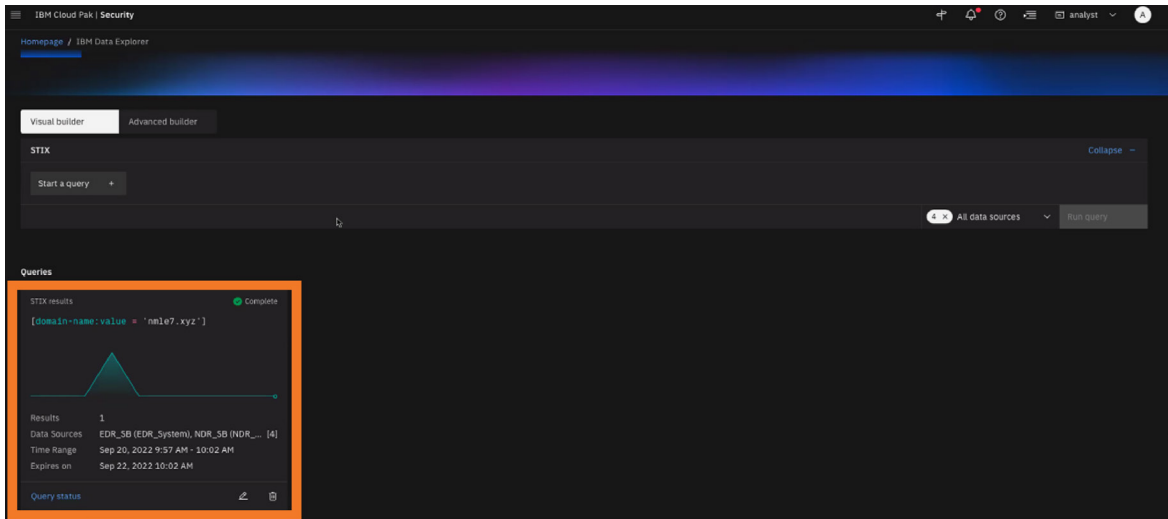 IBM Cloud Pak | Security
analyst
A
Homepage / IBM Data Explorer
Visual builder
Advanced builder
STIX
Collapse −
Start a query +
4 ×
All data sources
Run query
Queries
STIX results
Complete
[domain-name:value = 'nmle7.xyz']
Results 1
Data Sources EDR_SB (EDR_System), NDR_SB (NDR_... [4]
Time Range Sep 20, 2022 9:57 AM - 10:02 AM
Expires on Sep 22, 2022 10:02 AM
Query status